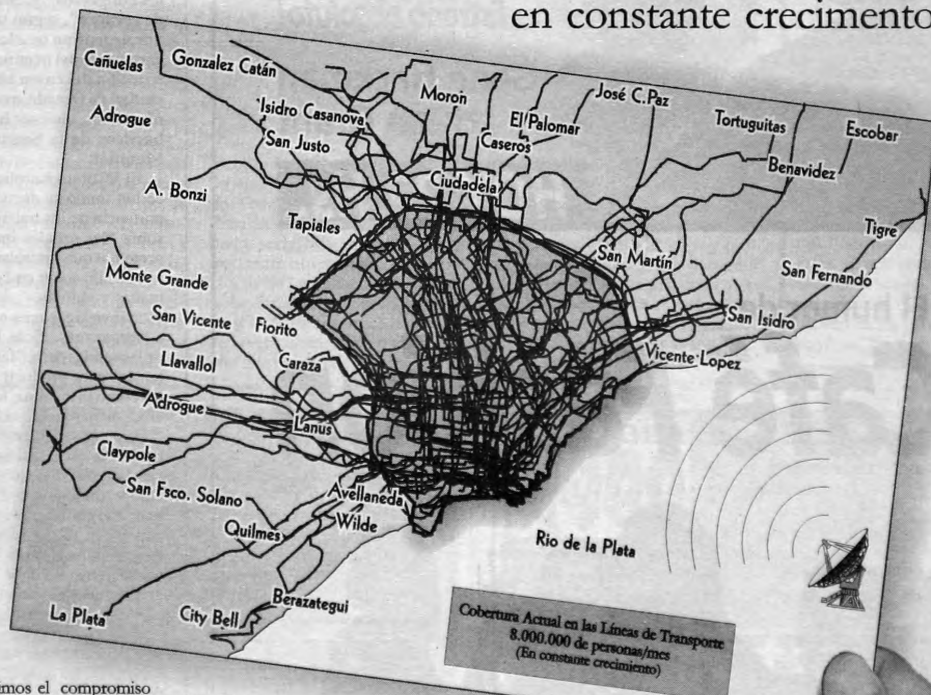 en constante crecimento
Cañuelas
Gonzalez Catán
Moron
José C.Paz
Adrogue
Isidro Casanova
El Palomar
Tortuguitas
Escobar
San Justo
Caseros
Benavidez
A. Bonzi
Ciudadela
Tapiales
Tigre
San Martín
San Fernando
Monte Grande
San Vicente
Fiorito
San Isidro
Llavallol
Caraza
Vicente Lopez
Adrogue
Lanus
Claypole
San Fsco. Solano
Avellaneda
Quilmes
Wilde
Rio de la Plata
La Plata
City Bell
Berazategui
Cobertura Actual en las Líneas de Transporte
8.000.000 de personas/mes
(En constante crecimiento)
imos el compromiso